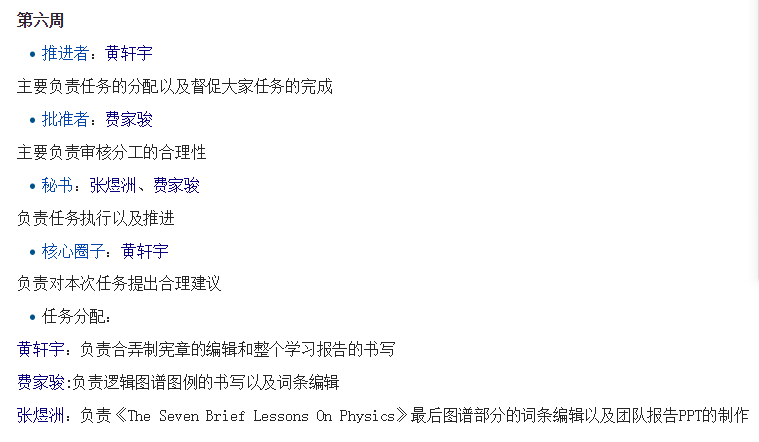 第六周
推进者：黄轩宇
主要负责任务的分配以及督促大家任务的完成
批准者：费家骏
主要负责审核分工的合理性
秘书：张煜洲、费家骏
负责任务执行以及推进
核心圈子：黄轩宇
负责对本次任务提出合理建议
任务分配：
黄轩宇：负责合弄制宪章的编辑和整个学习报告的书写
费家骏:负责逻辑图谱图例的书写以及词条编辑
张煜洲：负责《The Seven Brief Lessons On Physics》最后图谱部分的词条编辑以及团队报告PPT的制作